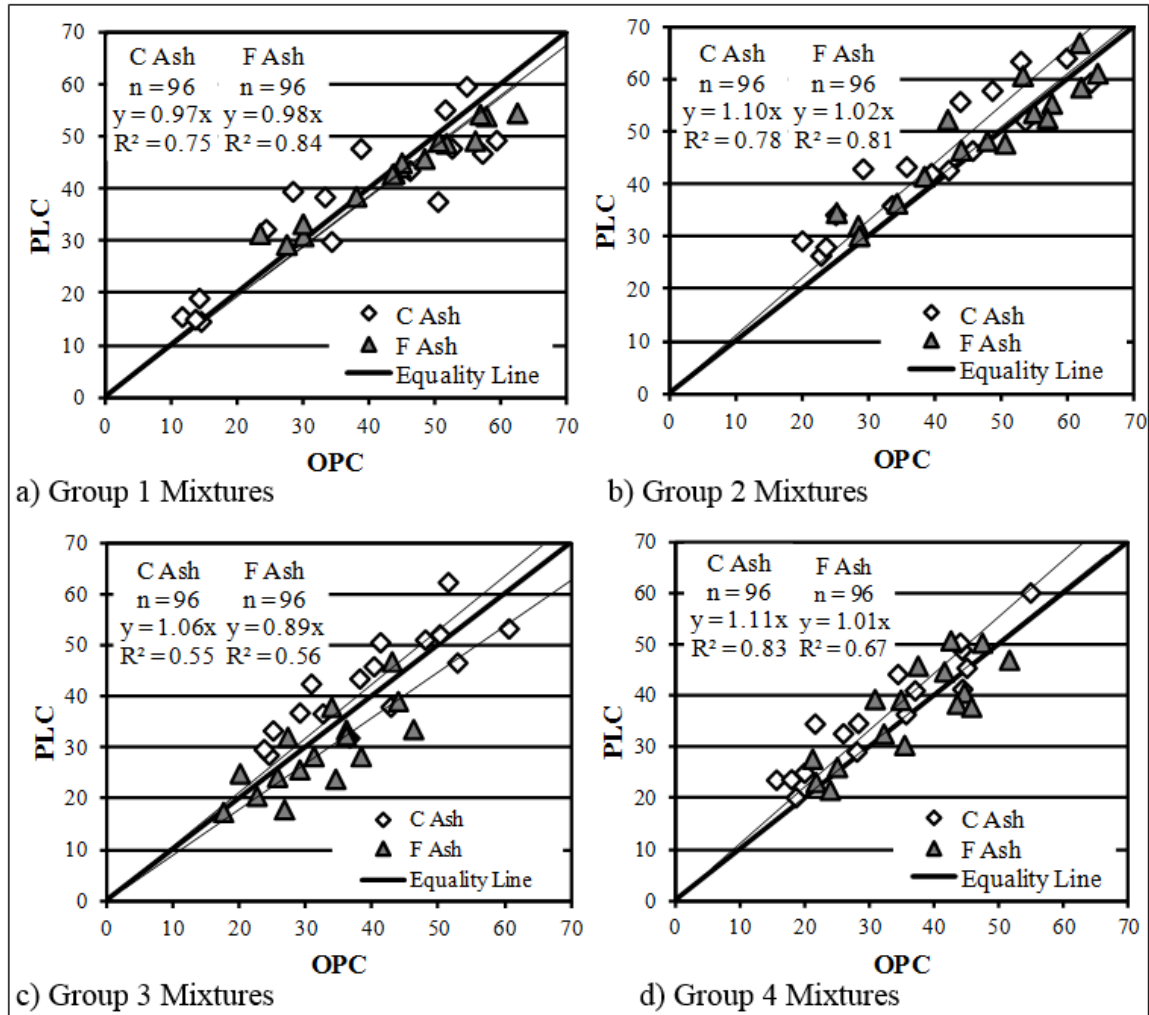 C Ash F Ash
n = 96 n = 96
y = 0.97x y = 0.98x
R² = 0.75 R² = 0.84
70
60
50
40
30
20
10
0
PLC
C Ash
F Ash
Equality Line
0 10 20 30 40 50 60 70
OPC
a) Group 1 Mixtures
C Ash F Ash
n = 96 n = 96
y = 1.10x y = 1.02x
R² = 0.78 R² = 0.81
70
60
50
40
30
20
10
0
PLC
C Ash
F Ash
Equality Line
0 10 20 30 40 50 60 70
OPC
b) Group 2 Mixtures
C Ash F Ash
n = 96 n = 96
y = 1.06x y = 0.89x
R² = 0.55 R² = 0.56
70
60
50
40
30
20
10
0
PLC
C Ash
F Ash
Equality Line
0 10 20 30 40 50 60 70
OPC
c) Group 3 Mixtures
C Ash F Ash
n = 96 n = 96
y = 1.11x y = 1.01x
R² = 0.83 R² = 0.67
70
60
50
40
30
20
10
0
PLC
C Ash
F Ash
Equality Line
0 10 20 30 40 50 60 70
OPC
d) Group 4 Mixtures